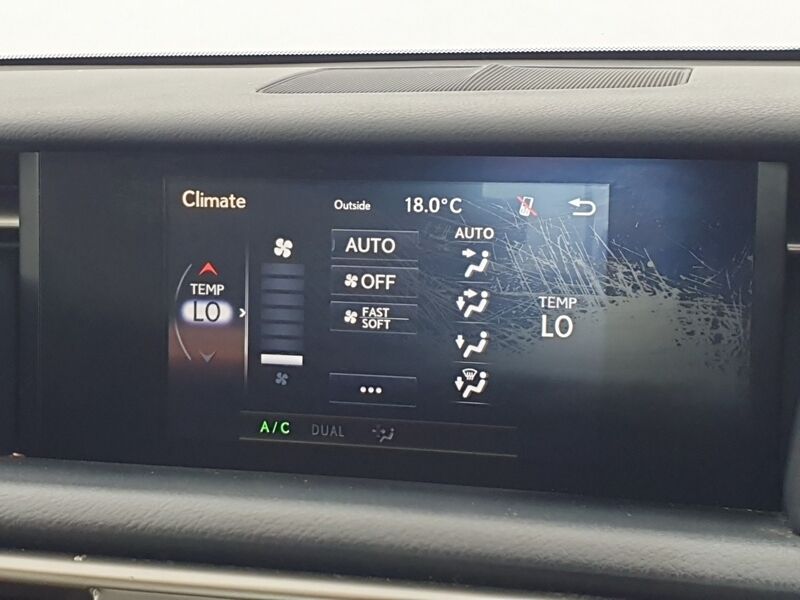 Climate
Outside 18.0°C
AUTO
AUTO
TEMP
LO
OFF
FAST
SOFT
TEMP
LO
•••
A/C DUAL